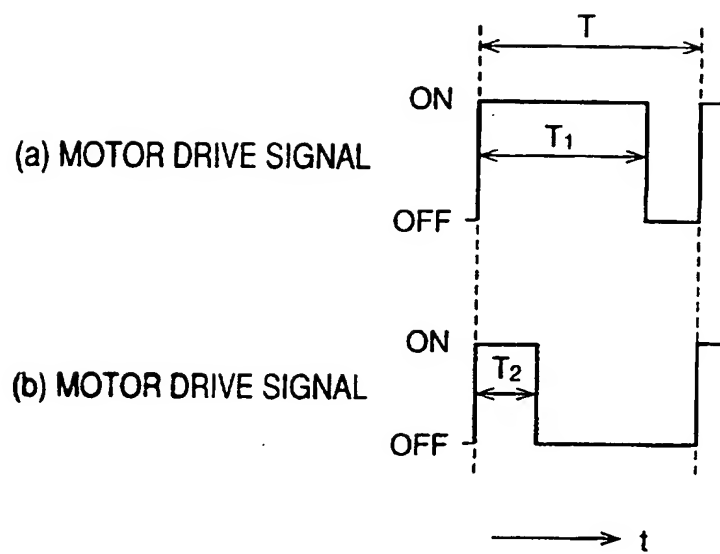 T
ON
(a) MOTOR DRIVE SIGNAL
T1
OFF
ON
(b) MOTOR DRIVE SIGNAL
T2
OFF
t